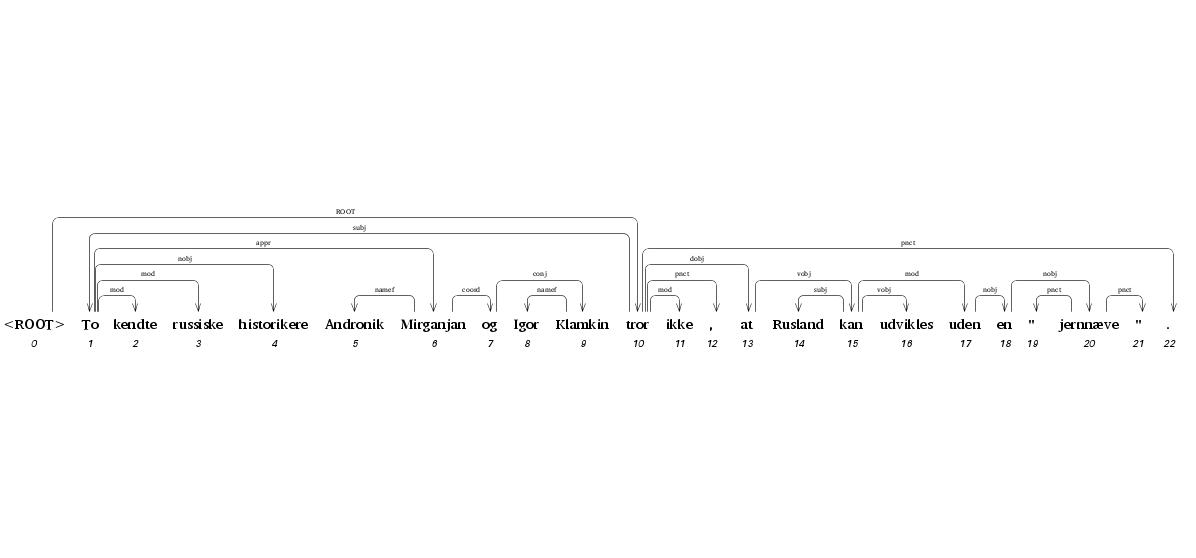 ROOT
subj
appr pnct
nobj dobj
mod pnct conj vobj mod nobj
mod namef coord namef mod subj vobj nobj pnct pnct
<ROOT> To kendte russiske historikere Andronik Mirganjan og Igor Klamkin tror ikke , at Rusland kan udvikles uden en " jernnæve " .
0 1 2 3 4 5 6 7 8 9 10 11 12 13 14 15 16 17 18 19 20 21 22